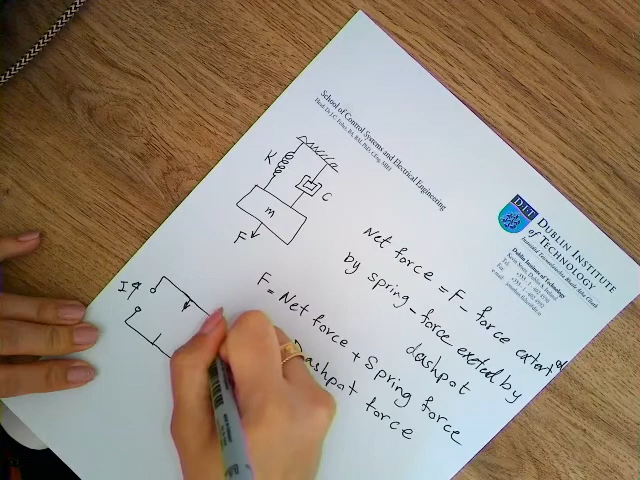 School of Control Systems and Electrical Engineering
DIT
DUBLIN INSTITUTE
of TECHNOLOGY
Dublin Institute of Technology
K
C
m
F
Net force = F - force
by spring - force exerted by
dashpot
F = Net force + Spring force
Dashpot force
I